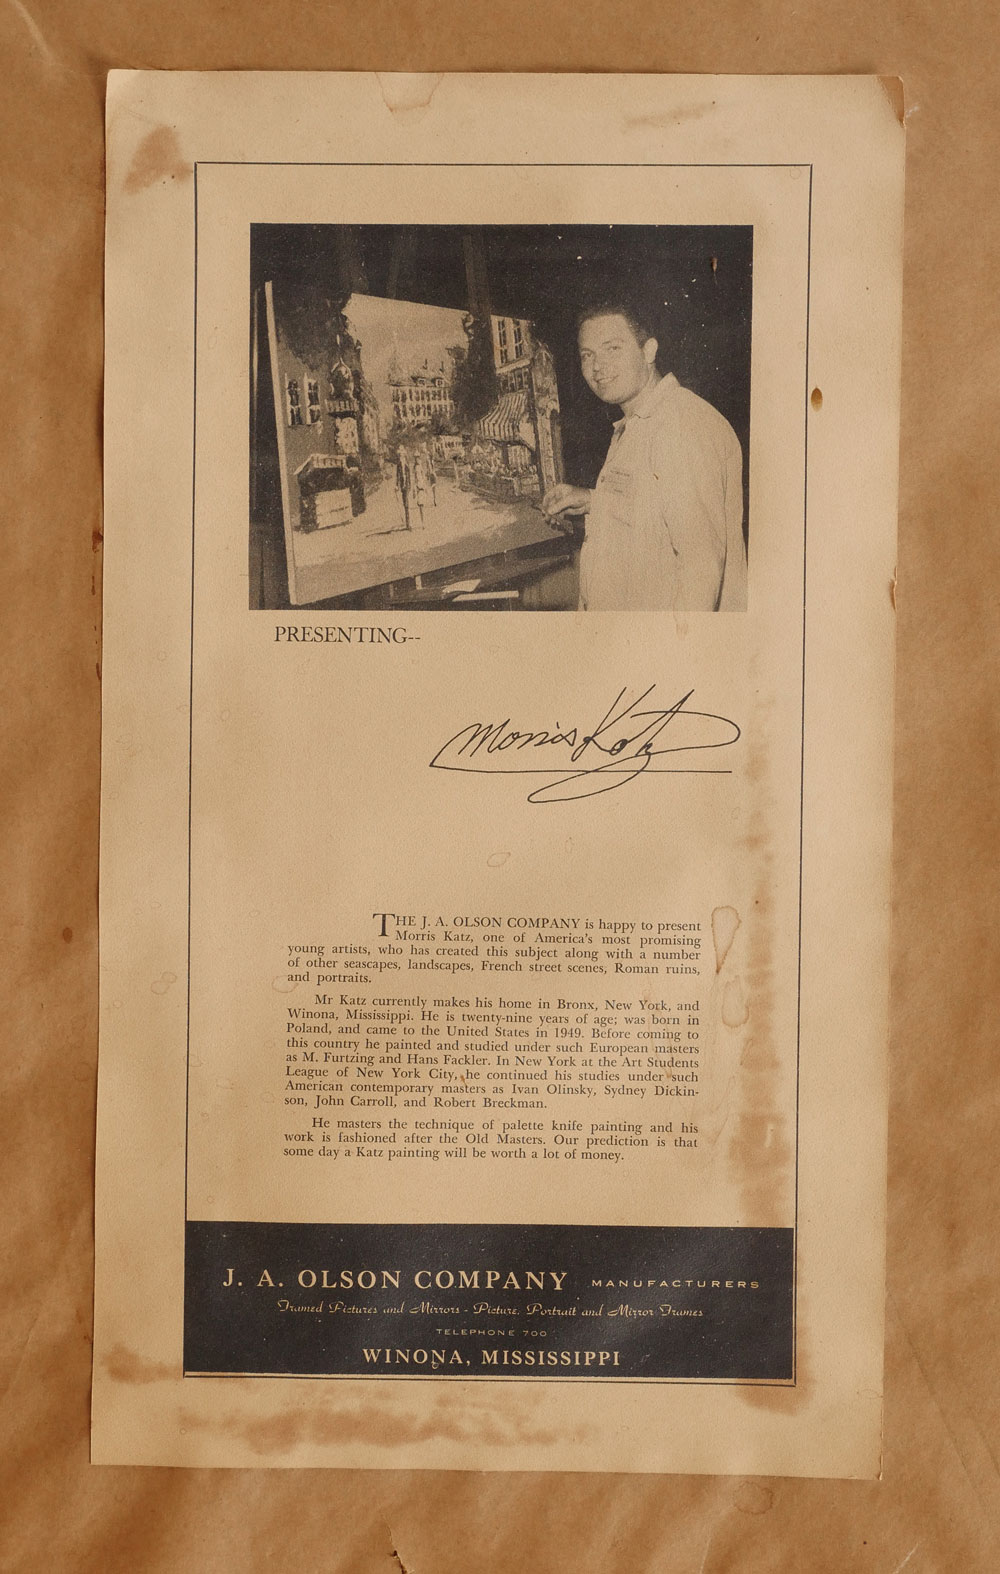 PRESENTING--
Morris Katz
THE J. A. OLSON COMPANY is happy to present
Morris Katz, one of America's most promising
young artists, who has created this subject along with a number
of other seascapes, landscapes, French street scenes, Roman ruins,
and portraits.
Mr Katz currently makes his home in Bronx, New York, and
Winona, Mississippi. He is twenty-nine years of age; was born in
Poland, and came to the United States in 1949. Before coming to
this country he painted and studied under such European masters
as M. Furtzing and Hans Fackler. In New York at the Art Students
League of New York City, he continued his studies under such
American contemporary masters as Ivan Olinsky, Sydney Dickin-
son, John Carroll, and Robert Breckman.
He masters the technique of palette knife painting and his
work is fashioned after the Old Masters. Our prediction is that
some day a Katz painting will be worth a lot of money.
J. A. OLSON COMPANY MANUFACTURERS
Framed Pictures and Mirrors - Picture, Portrait and Mirror Frames
TELEPHONE 700
WINONA, MISSISSIPPI